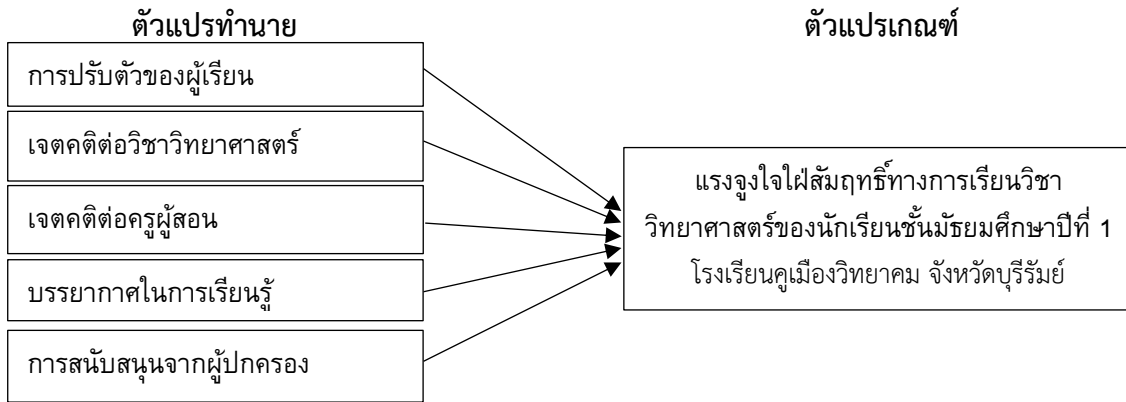 ตัวแปรทำนาย
ตัวแปรเกณฑ์
การปรับตัวของผู้เรียน
เจตคติต่อวิชาวิทยาศาสตร์
เจตคติต่อครูผู้สอน
บรรยากาศในการเรียนรู้
การสนับสนุนจากผู้ปกครอง
แรงจูงใจใฝ่สัมฤทธิ์ทางการเรียนวิชา
วิทยาศาสตร์ของนักเรียนชั้นมัธยมศึกษาปีที่ 1
โรงเรียนคูเมืองวิทยาคม จังหวัดบุรีรัมย์